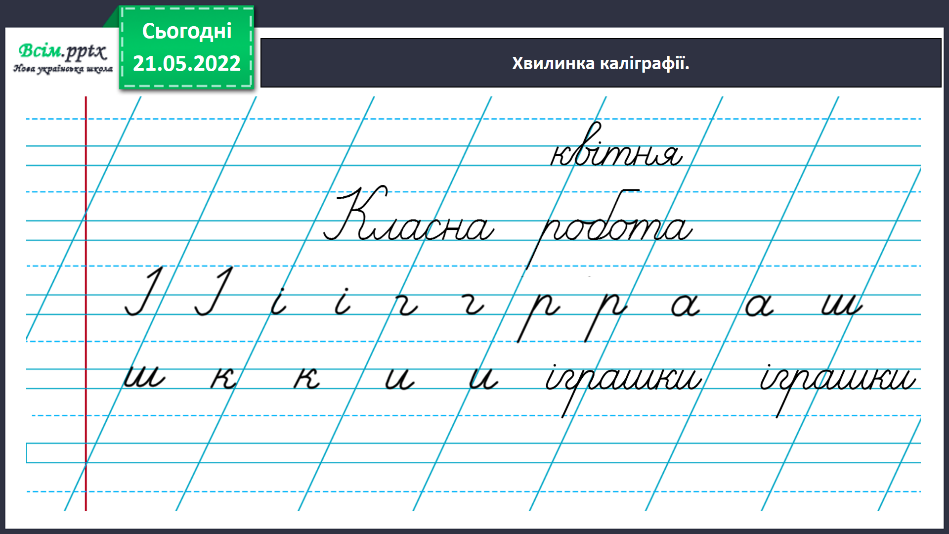 Всім.pptx
Нова українська школа
Сьогодні
21.05.2022
Хвилинка каліграфії.
квітня
Класна робота
І І і і г г р р а а ш
ш к к и и іграшки іграшки